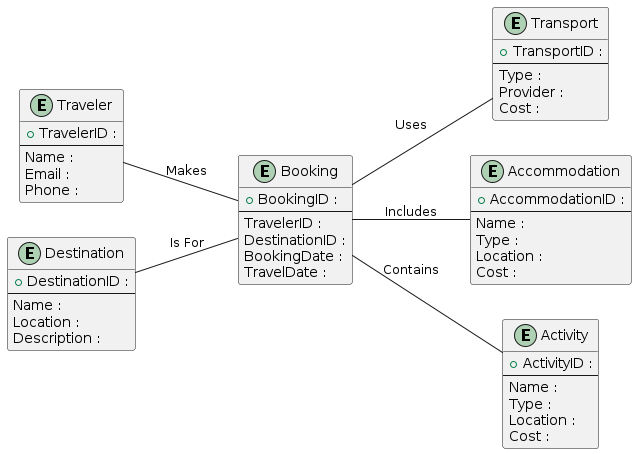 E Transport
TransportID :
Type :
Provider :
Cost :
Uses
E Traveler
TravelerID :
Name :
Email :
Phone :
Makes
E Booking
BookingID :
TravelerID :
DestinationID :
BookingDate :
TravelDate :
Includes
E Accommodation
AccommodationID :
Name :
Type :
Location :
Cost :
E Destination
DestinationID :
Name :
Location :
Description :
Is For
Contains
E Activity
ActivityID :
Name :
Type :
Location :
Cost :